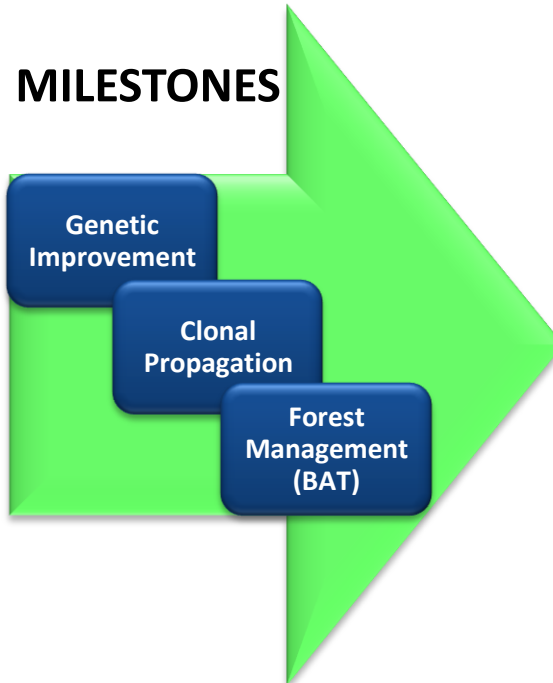 MILESTONES
Genetic
Improvement
Clonal
Propagation
Forest
Management
(BAT)